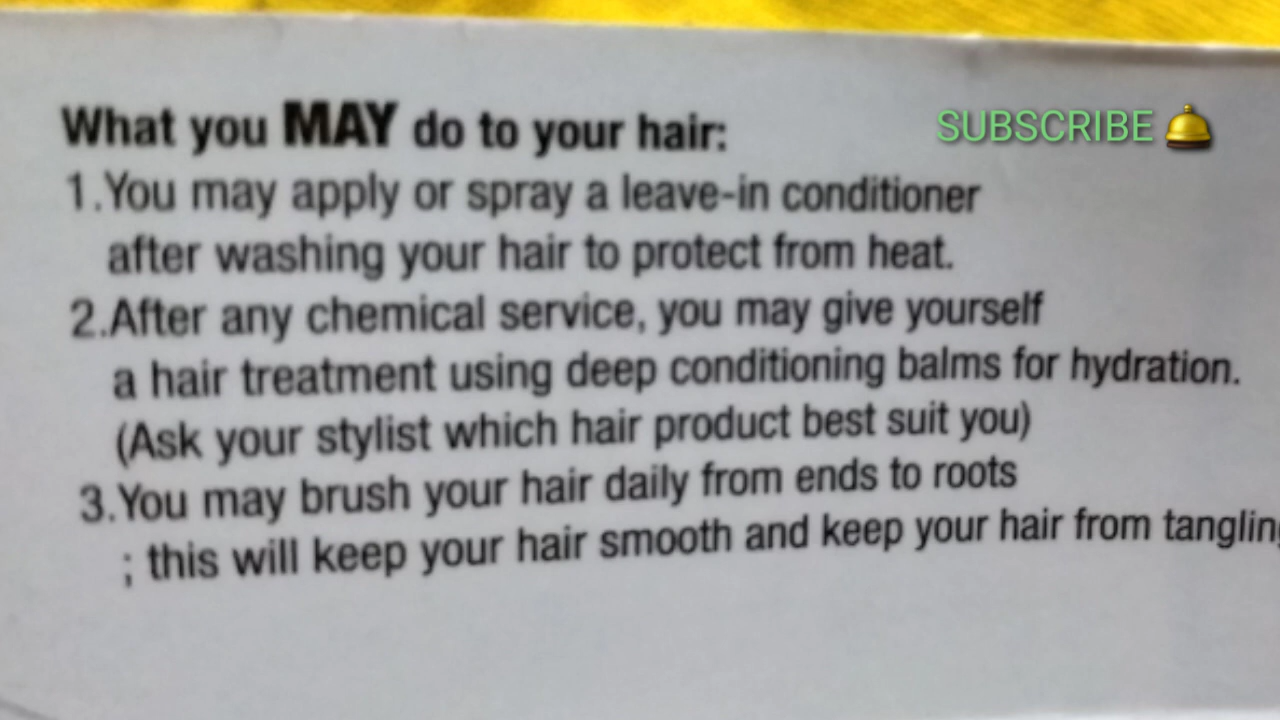 What you MAY do to your hair:
SUBSCRIBE 🛎
1.You may apply or spray a leave-in conditioner
after washing your hair to protect from heat.
2.After any chemical service, you may give yourself
a hair treatment using deep conditioning balms for hydration.
(Ask your stylist which hair product best suit you)
3.You may brush your hair daily from ends to roots
; this will keep your hair smooth and keep your hair from tangling